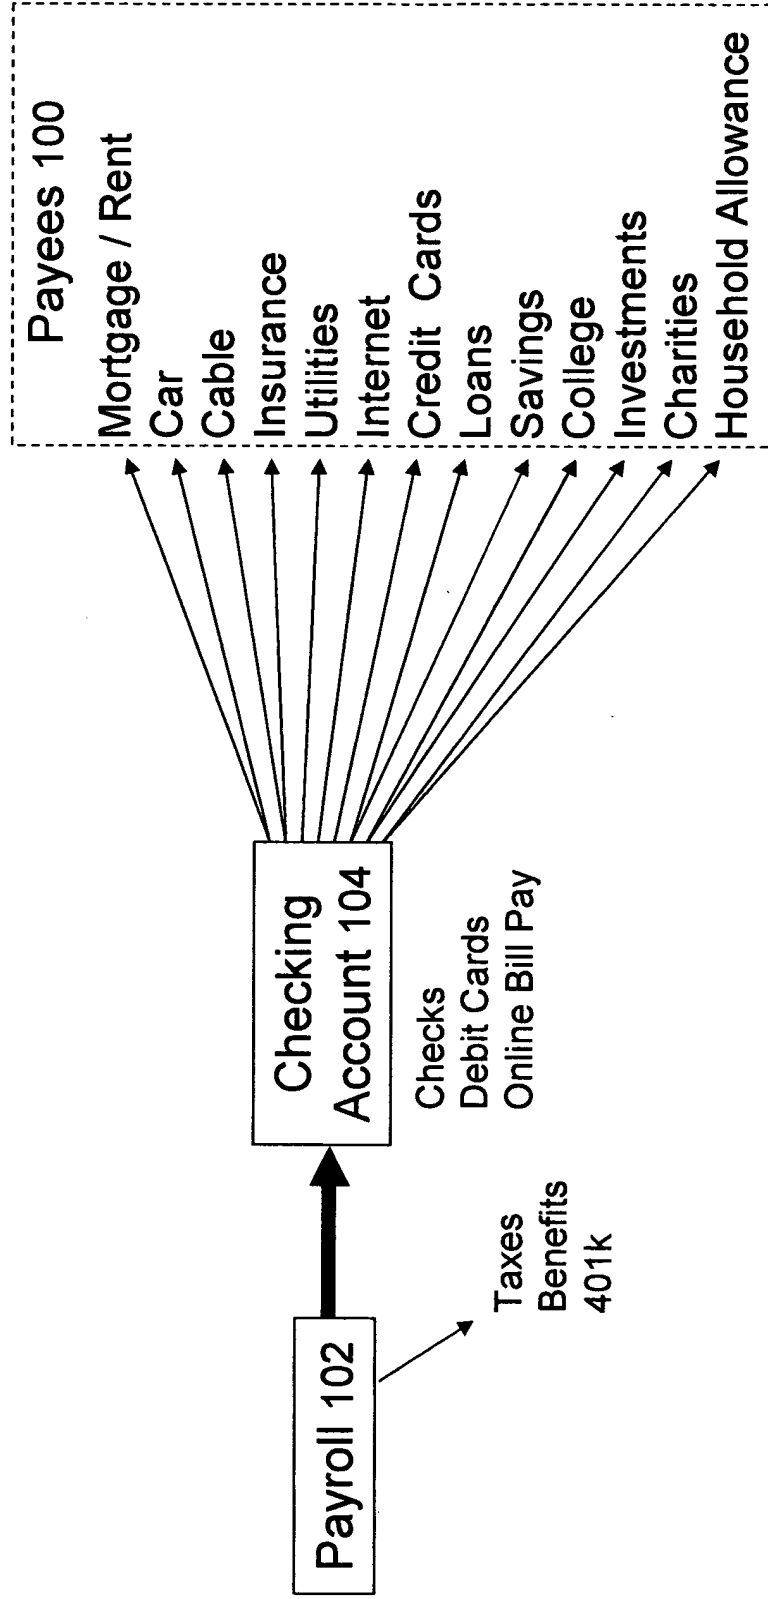 Payroll 102
Taxes
Benefits
401k
Checking
Account 104
Checks
Debit Cards
Online Bill Pay
Payees 100
Mortgage / Rent
Car
Cable
Insurance
Utilities
Internet
Credit Cards
Loans
Savings
College
Investments
Charities
Household Allowance